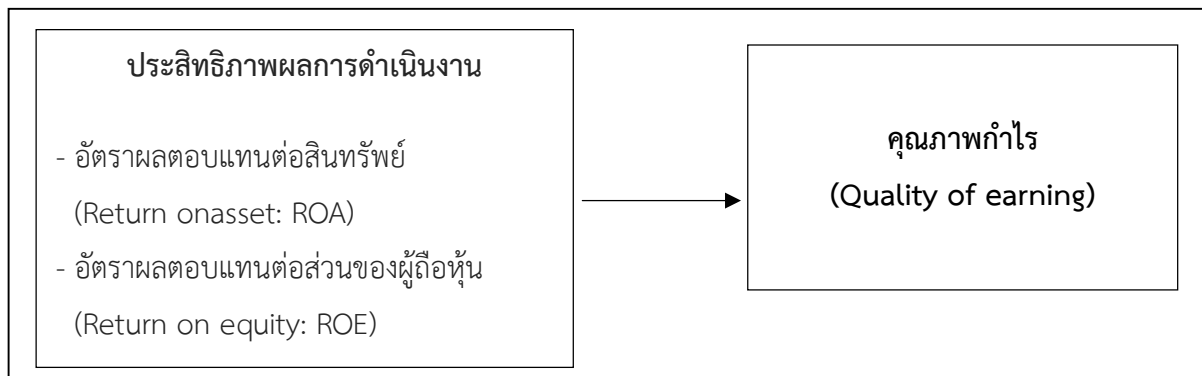 ประสิทธิภาพผลการดำเนินงาน
- อัตราผลตอบแทนต่อสินทรัพย์
(Return onasset: ROA)
- อัตราผลตอบแทนต่อส่วนของผู้ถือหุ้น
(Return on equity: ROE)
คุณภาพกำไร
(Quality of earning)